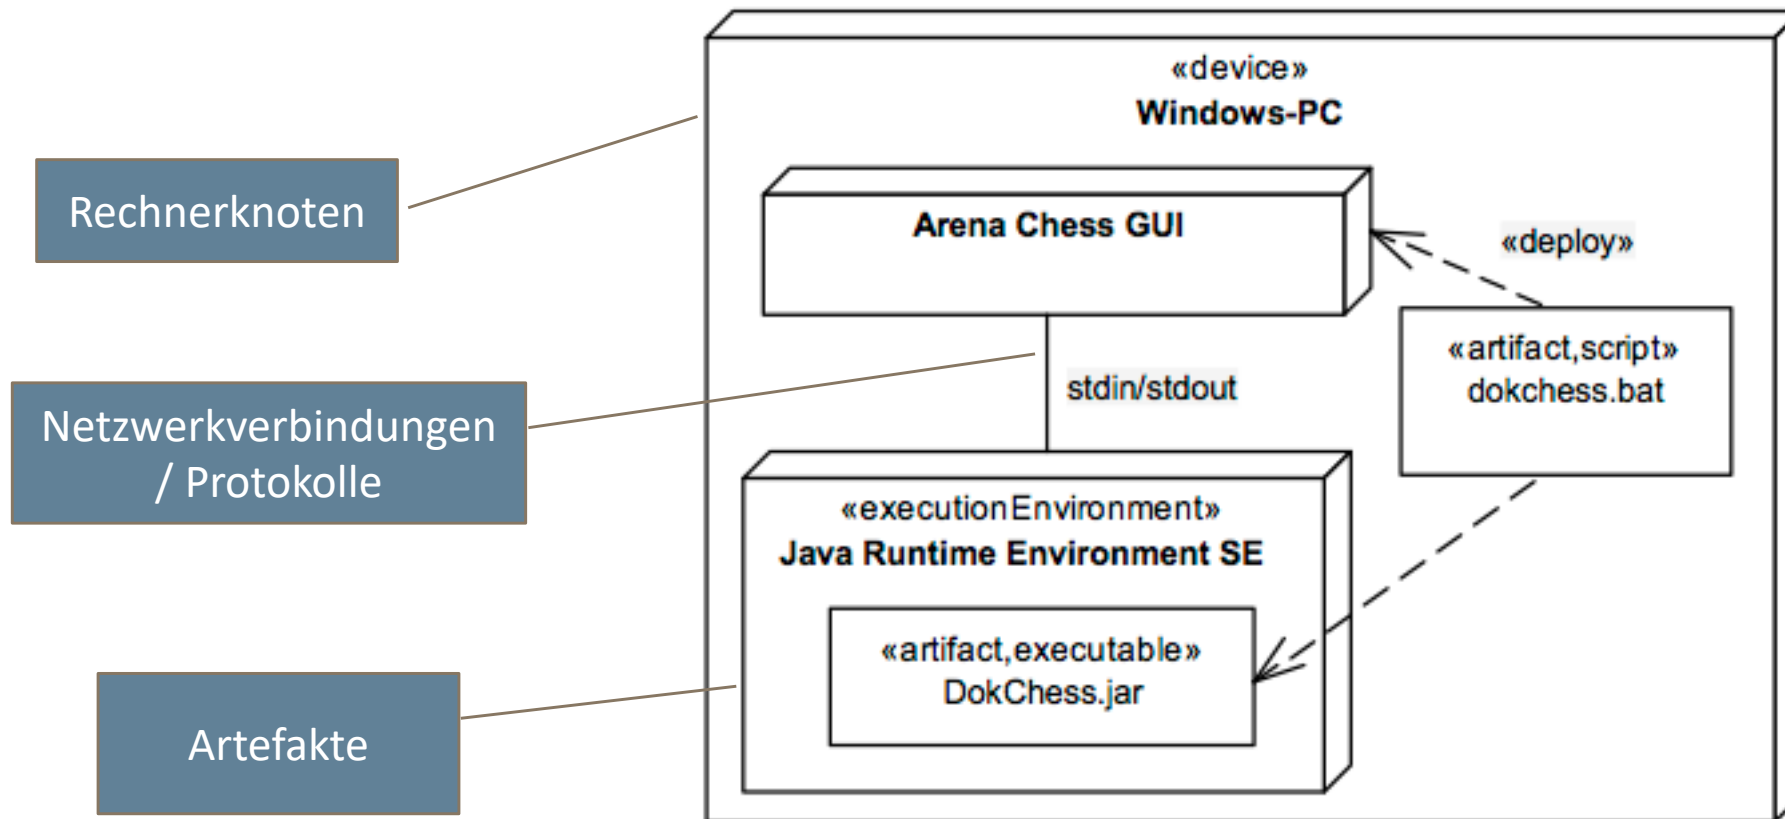 Rechnerknoten
Netzwerkverbindungen
/ Protokolle
Artefakte
«device»
Windows-PC
Arena Chess GUI
«deploy»
«artifact,script»
dokchess.bat
stdin/stdout
«executionEnvironment»
Java Runtime Environment SE
«artifact,executable»
DokChess.jar